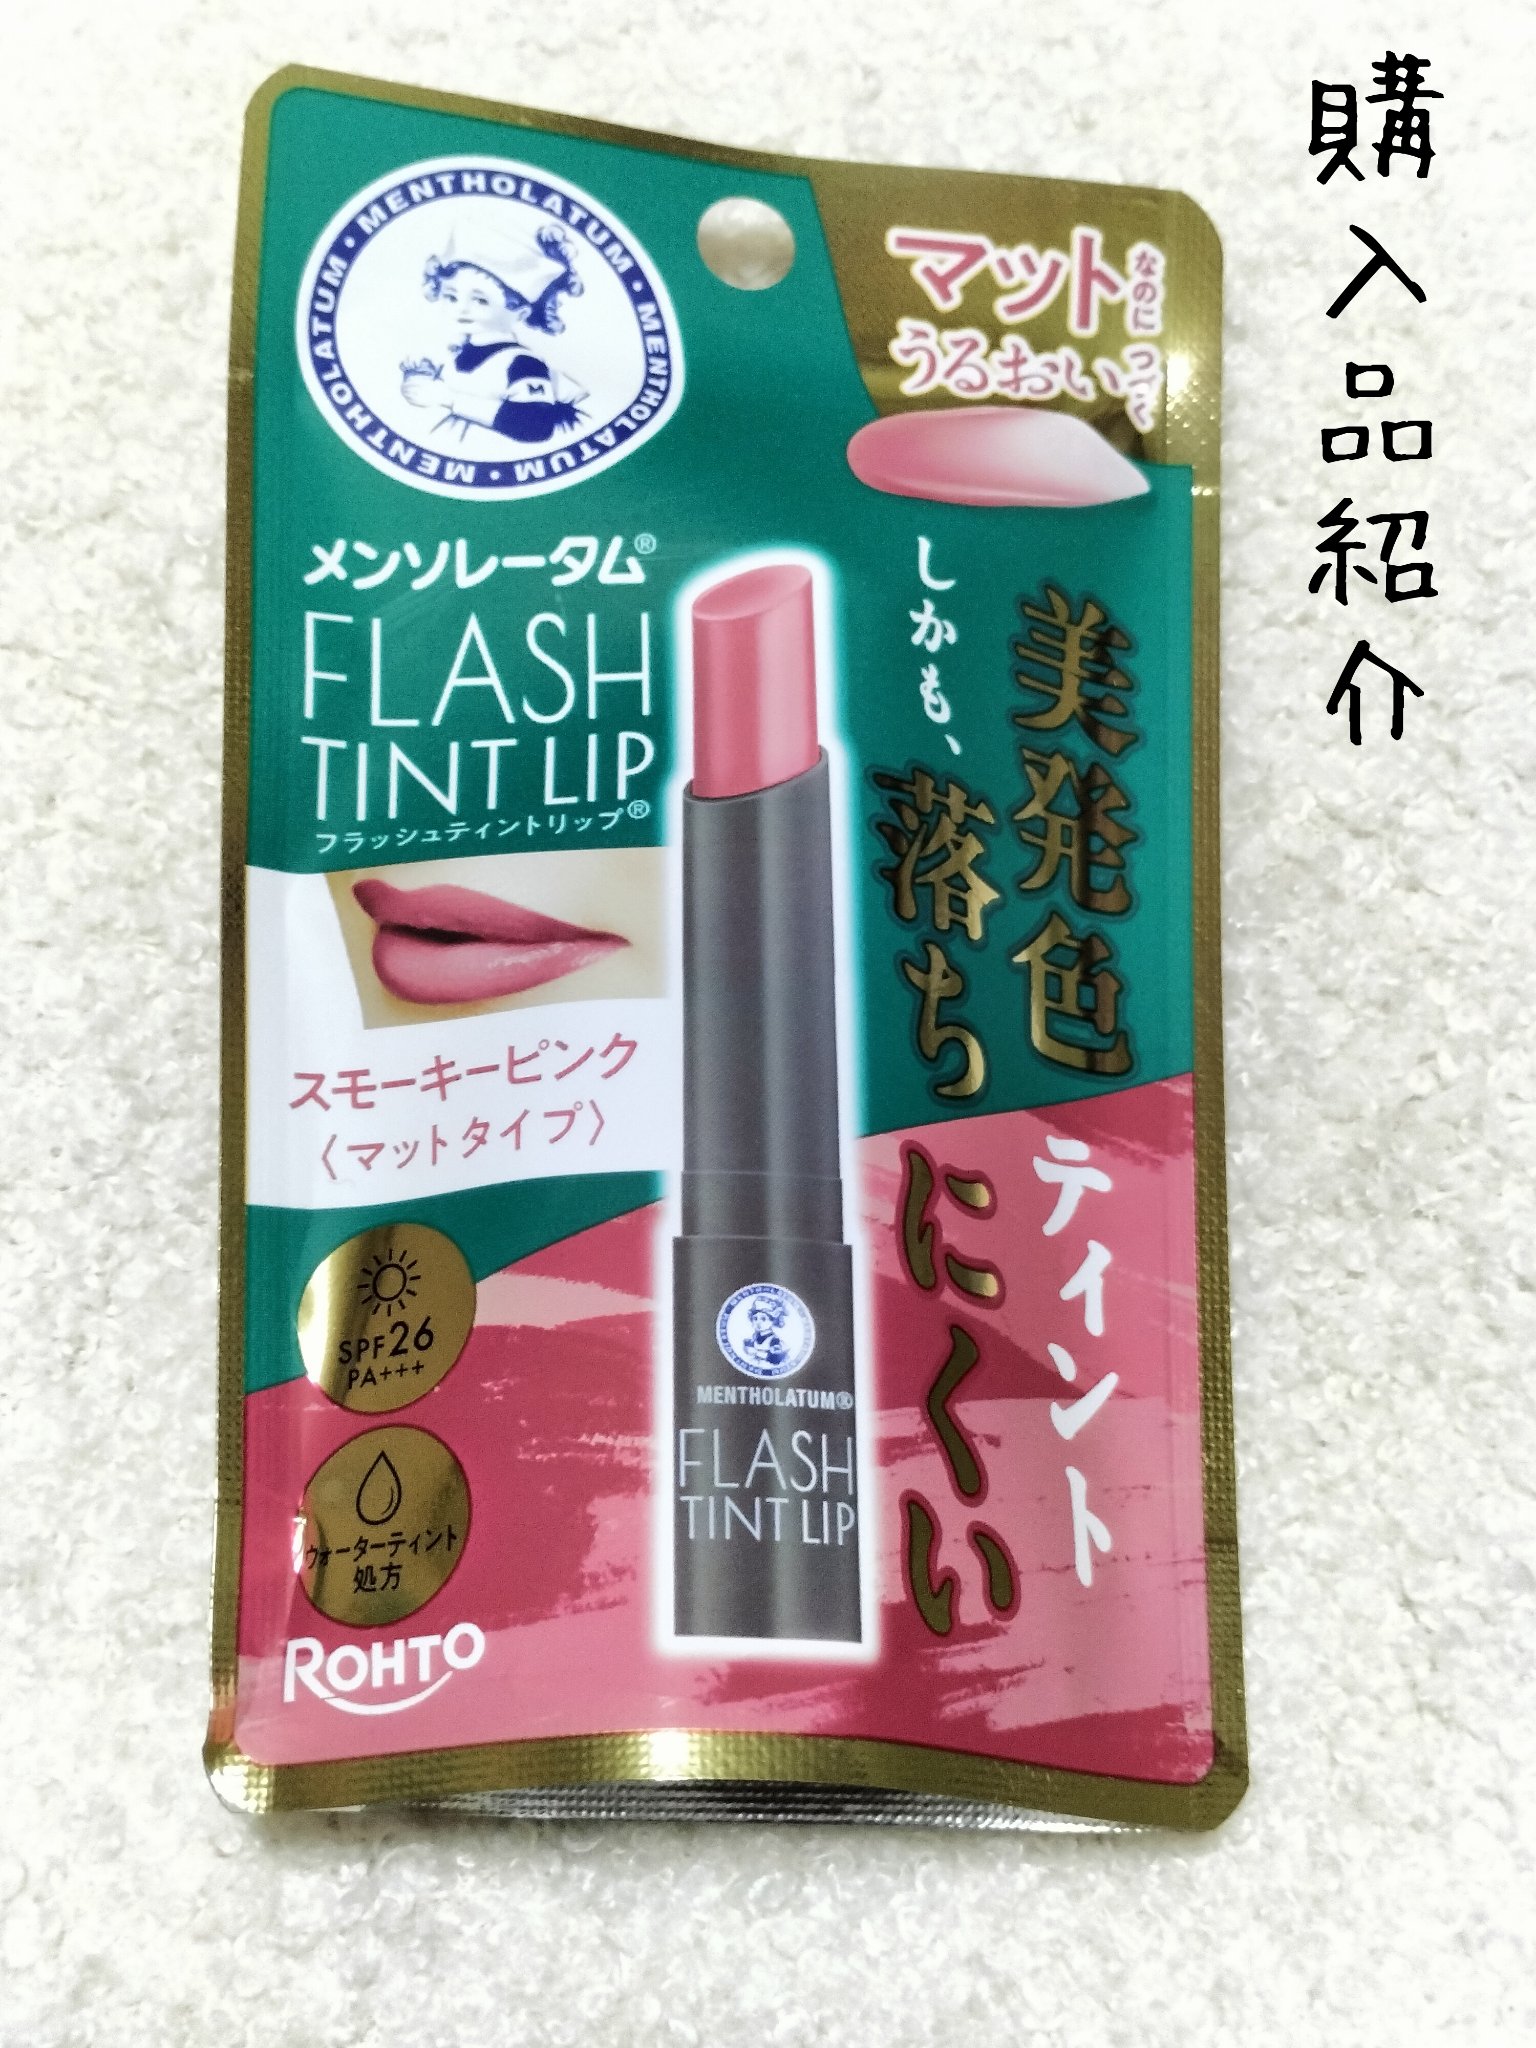 購入品紹介
MENTHOLATUM・MENTHOLATUM・MENTHOLATUM・MENTHOLATUM・
マットなのに
うるおいつづく
メンソレータム®
FLASH
TINT LIP
フラッシュティントリップ®
美発色ティント
しかも、落ちにくい
スモーキーピンク
〈マットタイプ〉
SPF26
PA+++
ウォーターティント
処方
ROHTO
MENTHOLATUM®
FLASH
TINT LIP